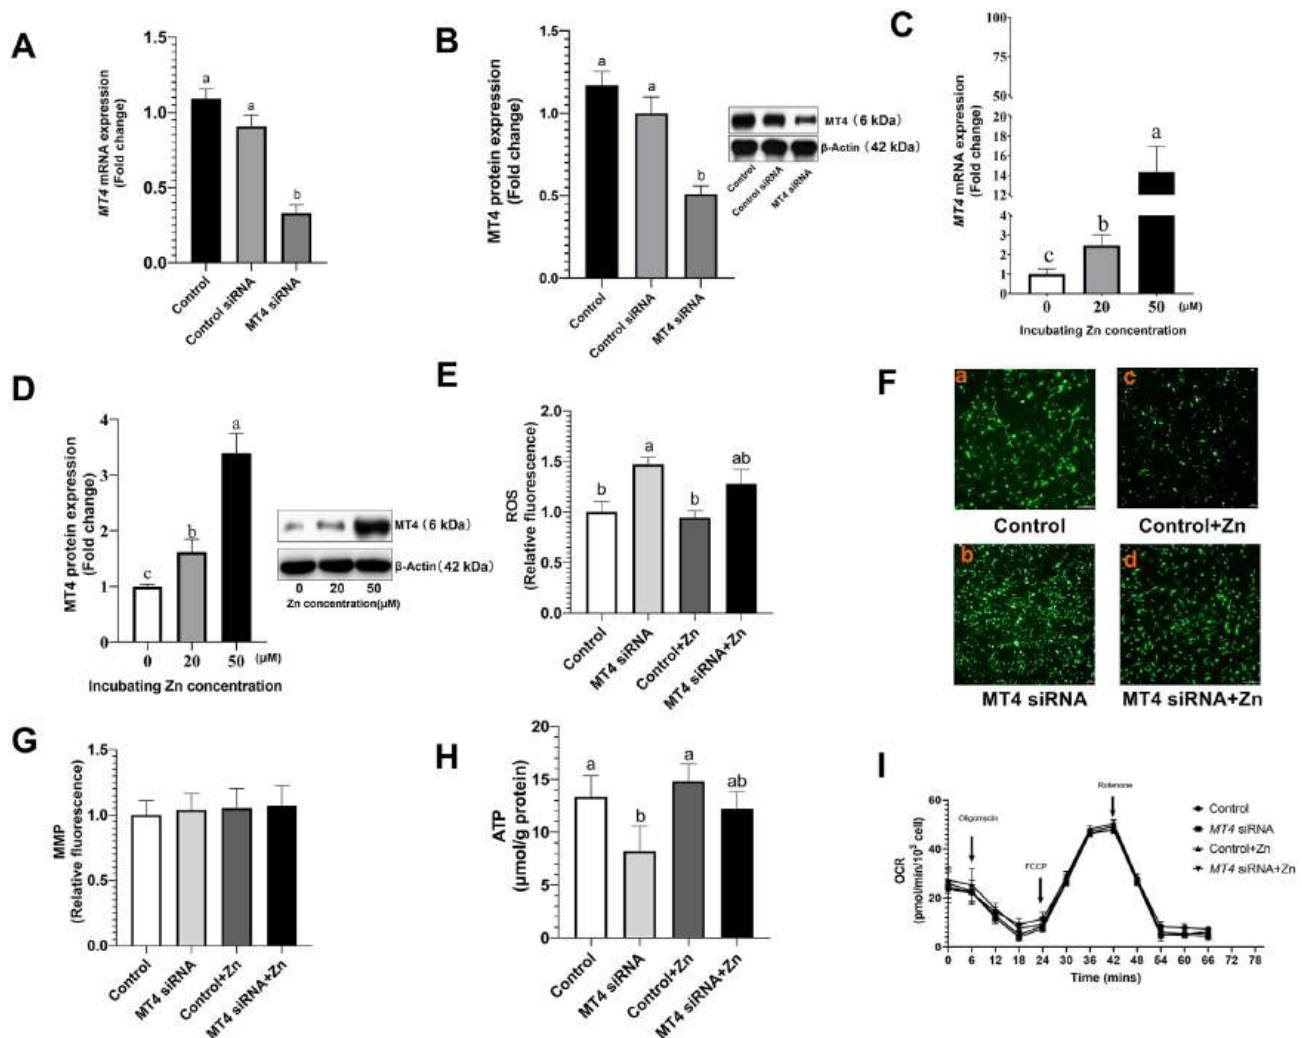 A
MT4 mRNA expression
(Fold change)
1.5
1.0
0.5
0.0
a
a
b
Control
Control siRNA
MT4 siRNA
B
MT4 protein expression
(Fold change)
1.5
1.0
0.5
0.0
a
a
b
Control
Control siRNA
MT4 siRNA
MT4 (6 kDa)
β-Actin (42 kDa)
Control
Control siRNA
MT4 siRNA
C
MT4 mRNA expression
(Fold change)
100
75
50
20
18
16
14
12
4
3
2
1
0
c
b
a
0 20 50 (μM)
Incubating Zn concentration
D
MT4 protein expression
(Fold change)
4
3
2
1
0
c
b
a
0 20 50 (μM)
Incubating Zn concentration
MT4 (6 kDa)
β-Actin (42 kDa)
0 20 50
Zn concentration(μM)
E
ROS
(Relative fluorescence)
2.0
1.5
1.0
0.5
0.0
b
a
b
ab
Control
MT4 siRNA
Control+Zn
MT4 siRNA+Zn
F
a
c
Control
Control+Zn
b
d
MT4 siRNA
MT4 siRNA+Zn
G
MMP
(Relative fluorescence)
1.5
1.0
0.5
0.0
Control
MT4 siRNA
Control+Zn
MT4 siRNA+Zn
H
ATP
(μmol/g protein)
20
15
10
5
0
a
b
a
ab
Control
MT4 siRNA
Control+Zn
MT4 siRNA+Zn
I
OCR
(pmol/min/10³ cell)
60
40
20
0
Oligomycin
FCCP
Rotenone
Control
MT4 siRNA
Control+Zn
MT4 siRNA+Zn
0 6 12 18 24 30 36 42 48 54 60 66 72 78
Time (mins)